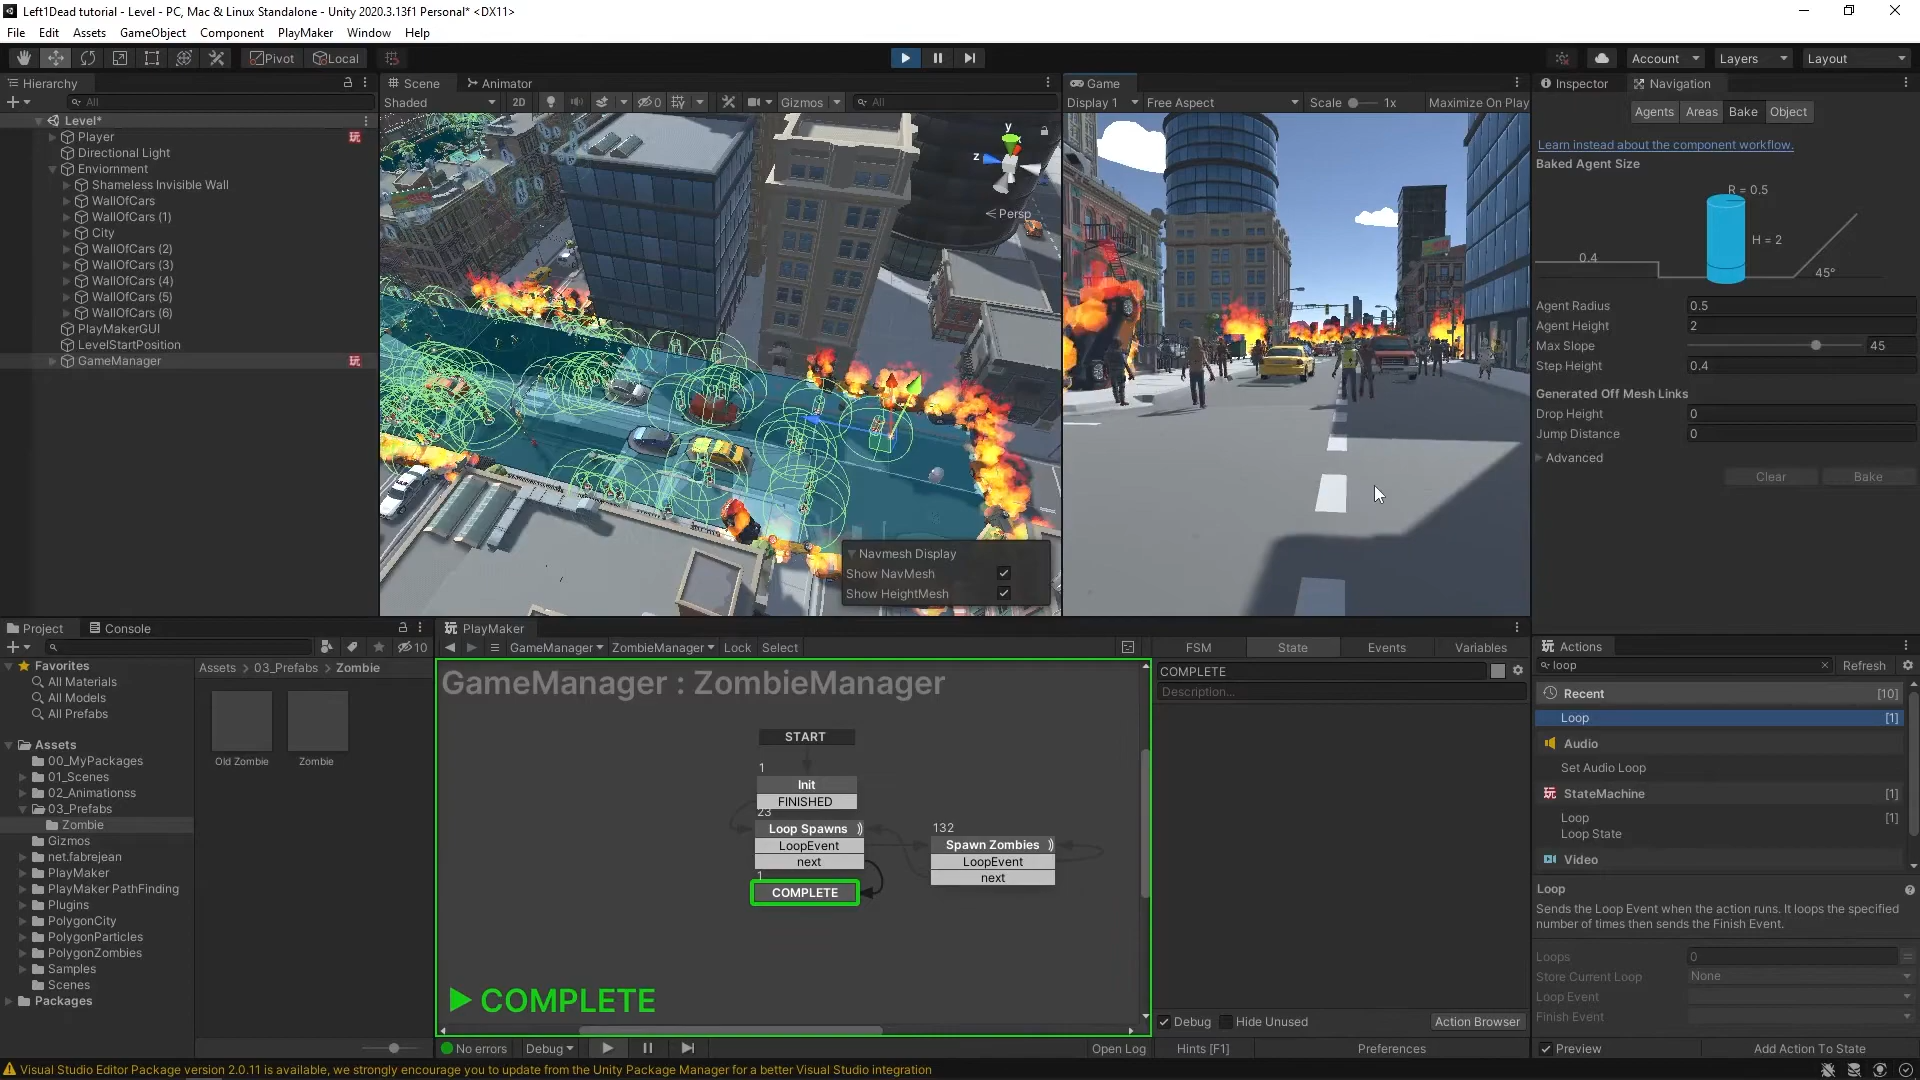 Left1Dead tutorial - Level - PC, Mac & Linux Standalone - Unity 2020.3.13f1 Personal* <DX11>
File Edit Assets GameObject Component PlayMaker Window Help
Pivot Local Account Layers Layout
Hierarchy
All
Level*
Player
Directional Light
Enviornment
Shameless Invisible Wall
WallOfCars
WallOfCars (1)
City
WallOfCars (2)
WallOfCars (3)
WallOfCars (4)
WallOfCars (5)
WallOfCars (6)
PlayMakerGUI
LevelStartPosition
GameManager
Scene Animator
Shaded 2D 0 Gizmos All
y
z
Persp
Navmesh Display
Show NavMesh
Show HeightMesh
Game
Display 1 Free Aspect Scale 1x Maximize On Play
Inspector Navigation
Agents Areas Bake Object
Learn instead about the component workflow.
Baked Agent Size
R = 0.5
H = 2
0.4
45°
Agent Radius 0.5
Agent Height 2
Max Slope 45
Step Height 0.4
Generated Off Mesh Links
Drop Height 0
Jump Distance 0
Advanced
Clear Bake
Project Console
10
Favorites
All Materials
All Models
All Prefabs
Assets
00_MyPackages
01_Scenes
02_Animationss
03_Prefabs
Zombie
Gizmos
net.fabrejean
PlayMaker
PlayMaker PathFinding
Plugins
PolygonCity
PolygonParticles
PolygonZombies
Samples
Scenes
Packages
Assets 03_Prefabs Zombie
Old Zombie Zombie
PlayMaker
GameManager ZombieManager Lock Select
GameManager : ZombieManager
START
1
Init
FINISHED
23
Loop Spawns
LoopEvent
next
132
Spawn Zombies
LoopEvent
next
1
COMPLETE
COMPLETE
No errors Debug Open Log
FSM State Events Variables
COMPLETE
Description...
Debug Hide Unused Action Browser
Hints [F1] Preferences
Actions
loop Refresh
Recent [10]
Loop [1]
Audio
Set Audio Loop
StateMachine [1]
Loop [1]
Loop State
Video
Loop
Sends the Loop Event when the action runs. It loops the specified
number of times then sends the Finish Event.
Loops 0
Store Current Loop None
Loop Event
Finish Event
Preview Add Action To State
Visual Studio Editor Package version 2.0.11 is available, we strongly encourage you to update from the Unity Package Manager for a better Visual Studio integration